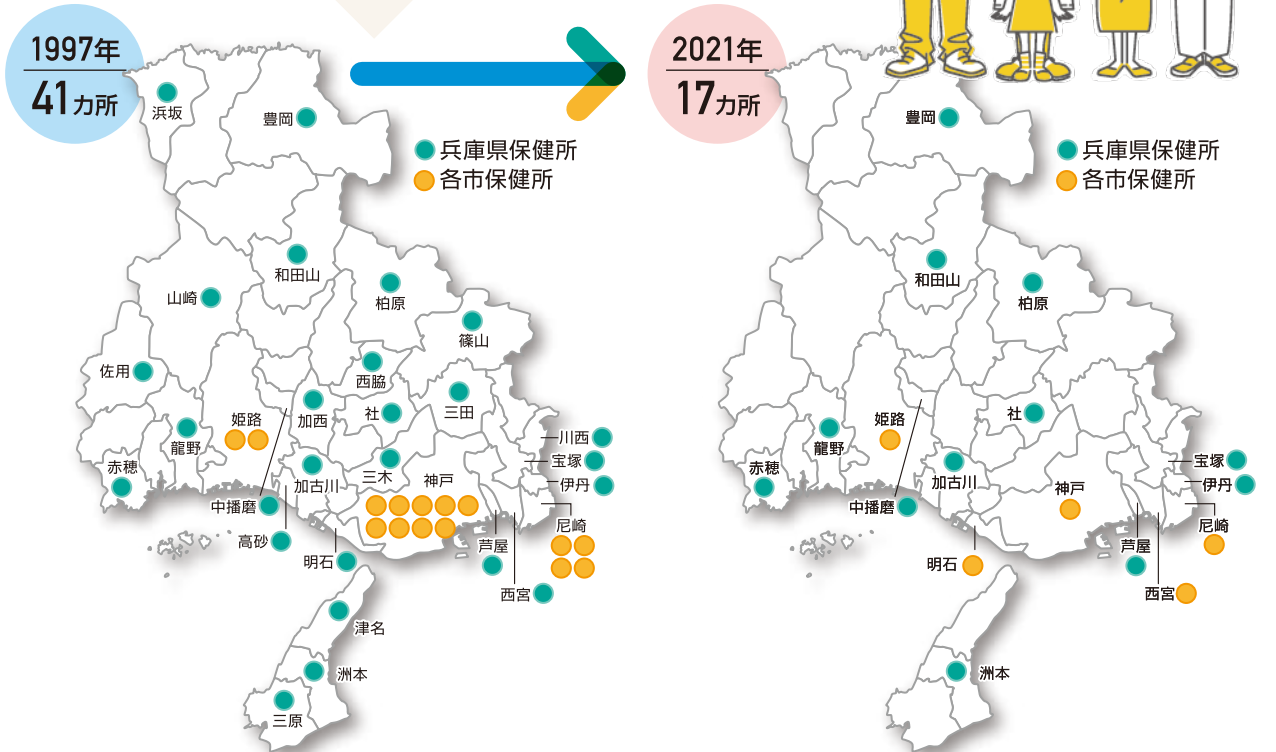 1997年
41カ所
兵庫県保健所
各市保健所
浜坂
豊岡
和田山
山崎
柏原
篠山
佐用
西脇
加西
社
三田
姫路
龍野
川西
宝塚
伊丹
赤穂
加古川
三木
神戸
中播磨
高砂
明石
芦屋
尼崎
西宮
津名
洲本
三原
2021年
17カ所
兵庫県保健所
各市保健所
豊岡
和田山
柏原
社
姫路
龍野
赤穂
加古川
中播磨
神戸
宝塚
伊丹
尼崎
明石
芦屋
西宮
洲本